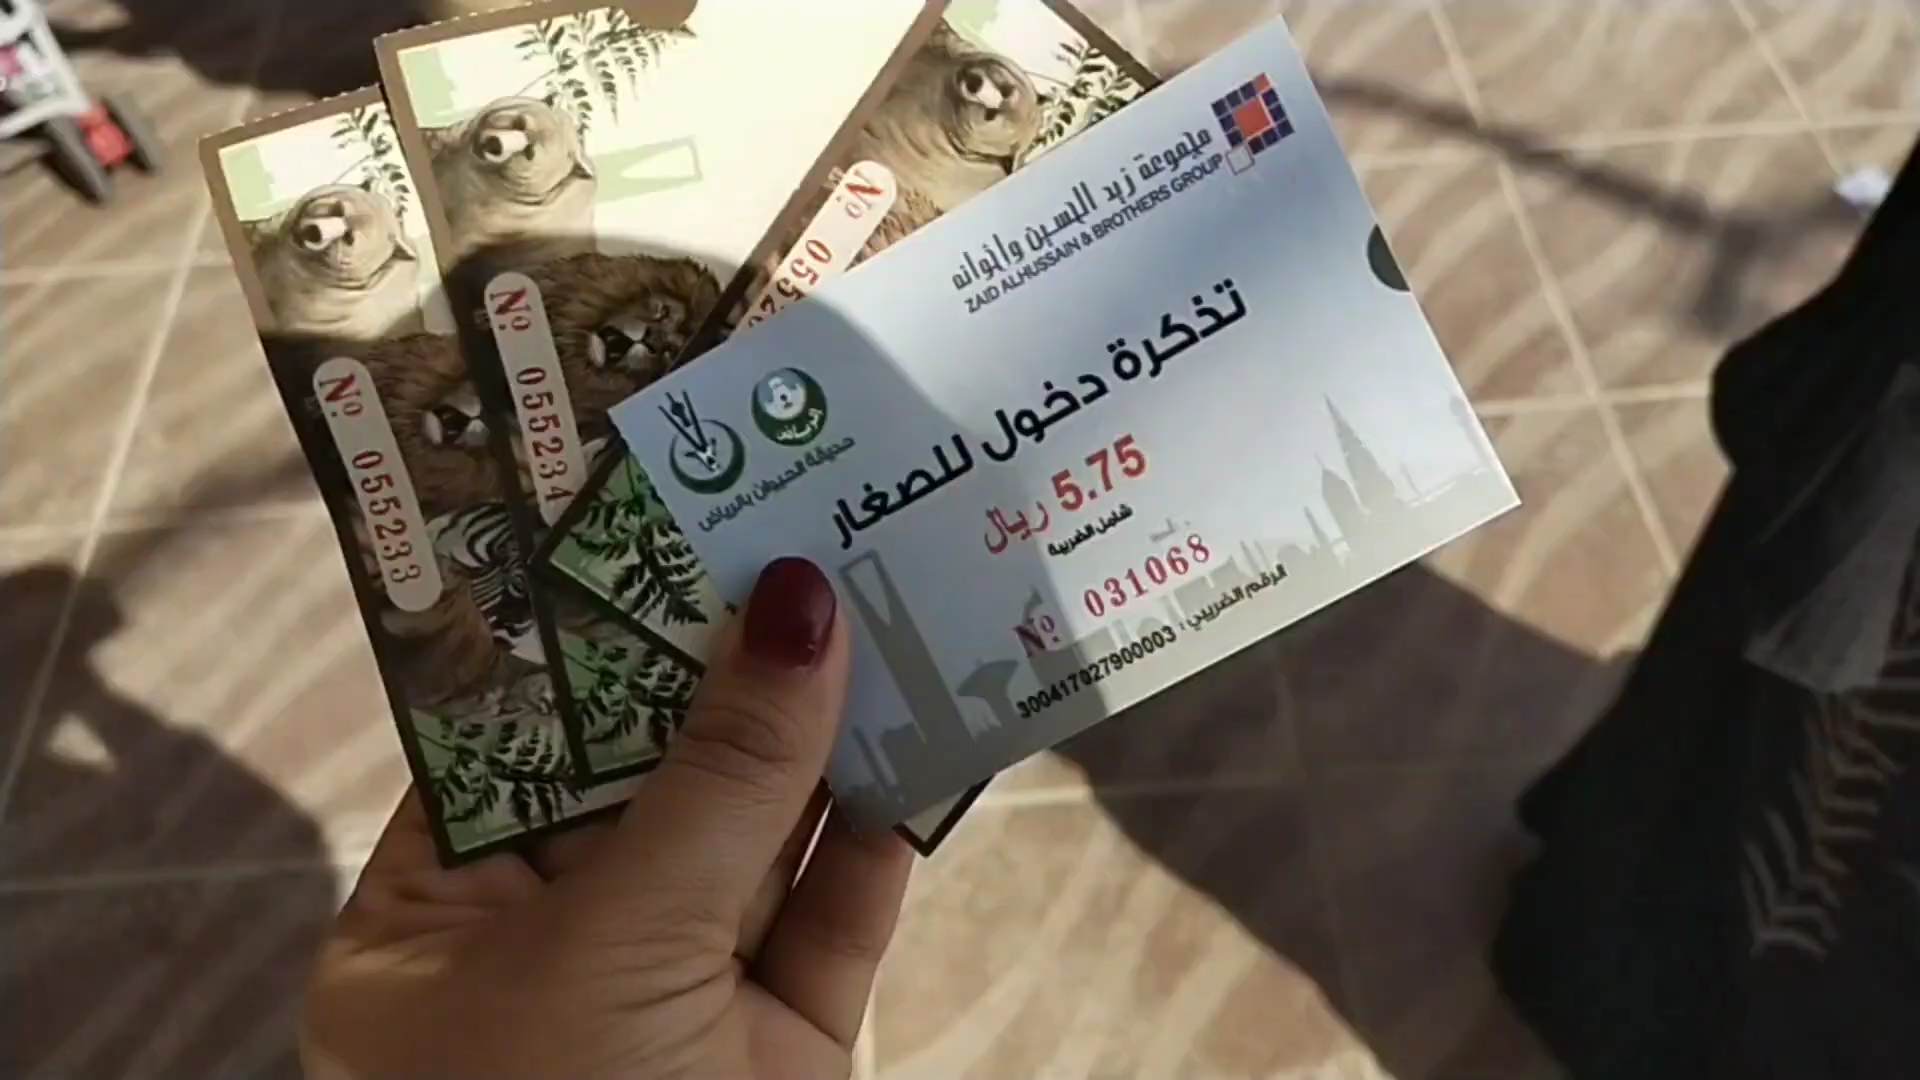 مجموعة زيد الحسين وإخوانه
ZAID ALHUSSAIN & BROTHERS GROUP
الرياض
حديقة الحيوان بالرياض
تذكرة دخول للصغار
5.75 ريال
شامل الضريبة
Nº 031068
الرقم الضريبي : 300417027900003
Nº 055233
Nº 055234
Nº